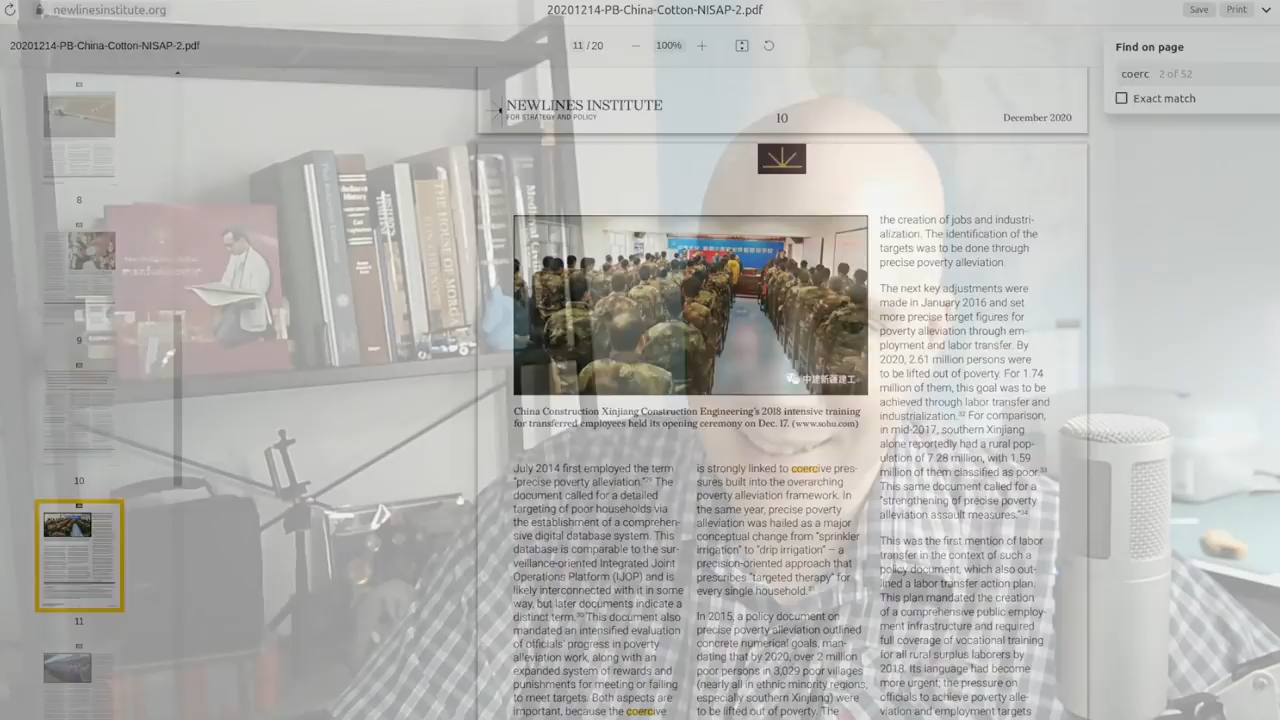 newlinesinstitute.org
20201214-PB-China-Cotton-NISAP-2.pdf
Save
Print
20201214-PB-China-Cotton-NISAP-2.pdf
11 / 20
100%
Find on page
coerc 2 of 52
Exact match
8
9
10
11
NEWLINES INSTITUTE
FOR STRATEGY AND POLICY
10
December 2020
中建新疆建工
China Construction Xinjiang Construction Engineering's 2018 intensive training
for transferred employees held its opening ceremony on Dec. 17. (www.sohu.com)
July 2014 first employed the term
"precise poverty alleviation."29 The
document called for a detailed
targeting of poor households via
the establishment of a comprehen-
sive digital database system. This
database is comparable to the sur-
veillance-oriented Integrated Joint
Operations Platform (IJOP) and is
likely interconnected with it in some
way, but later documents indicate a
distinct term.30 This document also
mandated an intensified evaluation
of officials' progress in poverty
alleviation work, along with an
expanded system of rewards and
punishments for meeting or failing
to meet targets. Both aspects are
important, because the coercive
is strongly linked to coercive pres-
sures built into the overarching
poverty alleviation framework. In
the same year, precise poverty
alleviation was hailed as a major
conceptual change from "sprinkler
irrigation" to "drip irrigation" – a
precision-oriented approach that
prescribes "targeted therapy" for
every single household.31
In 2015, a policy document on
precise poverty alleviation outlined
concrete numerical goals, man-
dating that by 2020, over 2 million
poor persons in 3,029 poor villages
(nearly all in ethnic minority regions,
especially southern Xinjiang) were
to be lifted out of poverty. The
the creation of jobs and industri-
alization. The identification of the
targets was to be done through
precise poverty alleviation.
The next key adjustments were
made in January 2016 and set
more precise target figures for
poverty alleviation through em-
ployment and labor transfer. By
2020, 2.61 million persons were
to be lifted out of poverty. For 1.74
million of them, this goal was to be
achieved through labor transfer and
industrialization.32 For comparison,
in mid-2017, southern Xinjiang
alone reportedly had a rural pop-
ulation of 7.28 million, with 1.59
million of them classified as poor.33
This same document called for a
"strengthening of precise poverty
alleviation assault measures."34
This was the first mention of labor
transfer in the context of such a
policy document, which also out-
lined a labor transfer action plan.
This plan mandated the creation
of a comprehensive public employ-
ment infrastructure and required
full coverage of vocational training
for all rural surplus laborers by
2018. Its language had become
more urgent; the pressure on
officials to achieve poverty alle-
viation and employment targets
THE HOUSE OF MORG